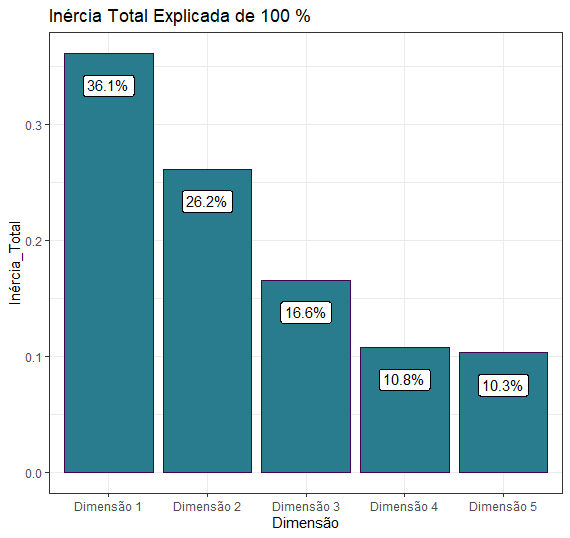 Inércia Total Explicada de 100 %
Inércia_Total
0.3
0.2
0.1
0.0
36.1%
26.2%
16.6%
10.8%
10.3%
Dimensão 1
Dimensão 2
Dimensão 3
Dimensão 4
Dimensão 5
Dimensão